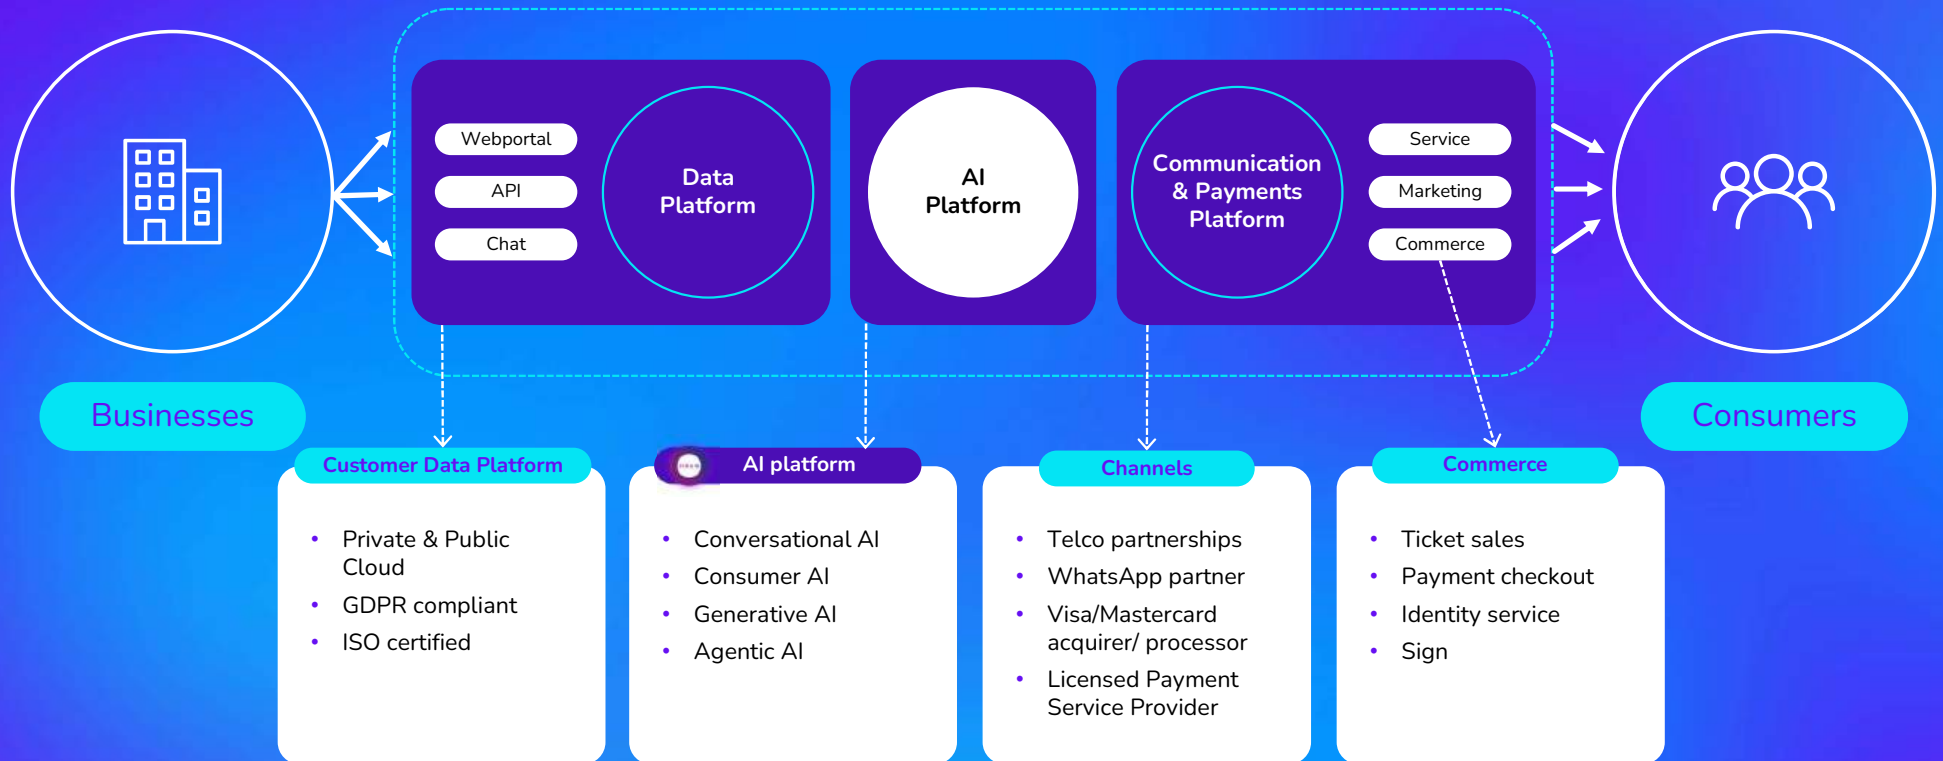 Webportal
API
Chat
Data
Platform
AI
Platform
Communication
& Payments
Platform
Service
Marketing
Commerce
Businesses
Consumers
Customer Data Platform
Private & Public
Cloud
GDPR compliant
ISO certified
AI platform
Conversational AI
Consumer AI
Generative AI
Agentic AI
Channels
Telco partnerships
WhatsApp partner
Visa/Mastercard
acquirer/ processor
Licensed Payment
Service Provider
Commerce
Ticket sales
Payment checkout
Identity service
Sign